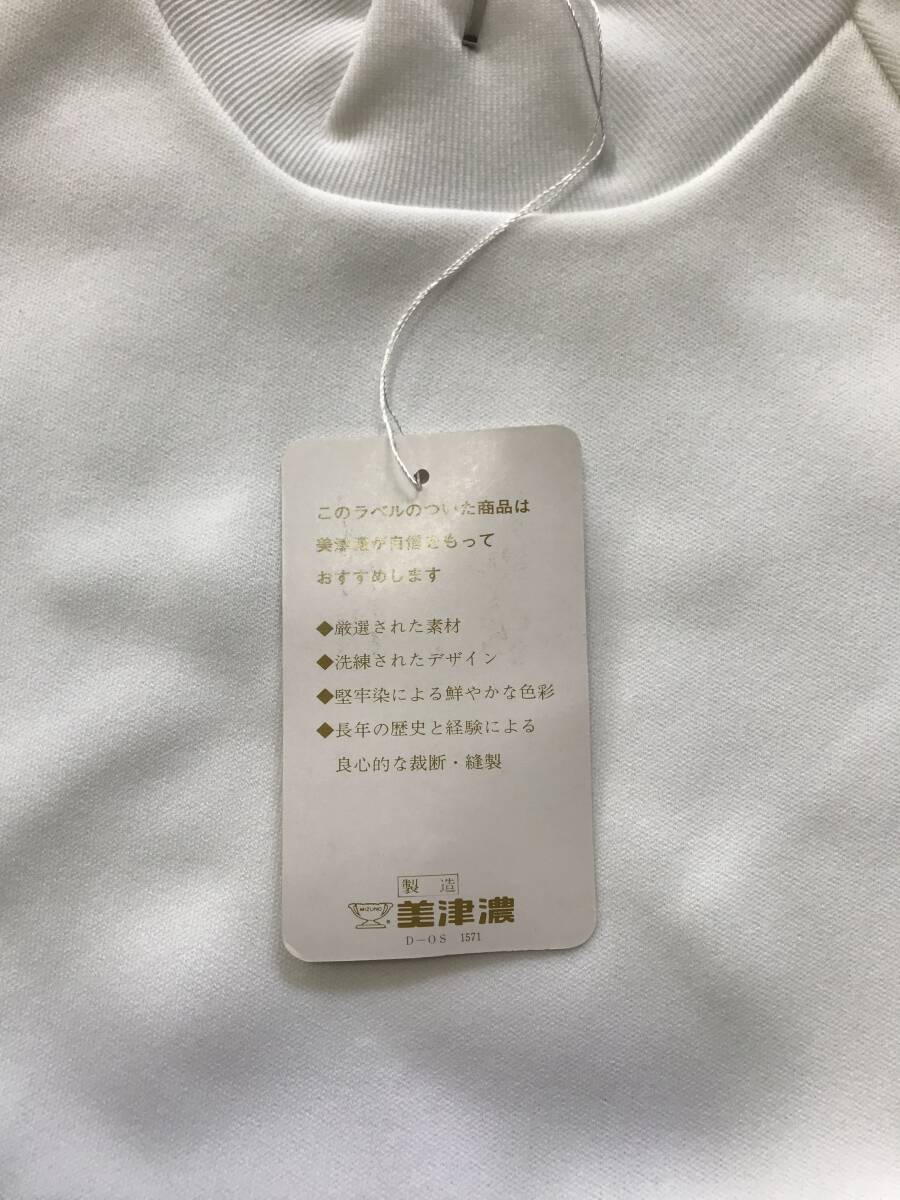 このラベルのついた商品は
美津濃が自信をもって
おすすめします
◆厳選された素材
◆洗練されたデザイン
◆堅牢染による鮮やかな色彩
◆長年の歴史と経験による
良心的な裁断・縫製
製造
MIZUNO
美津濃
D－OS 1571